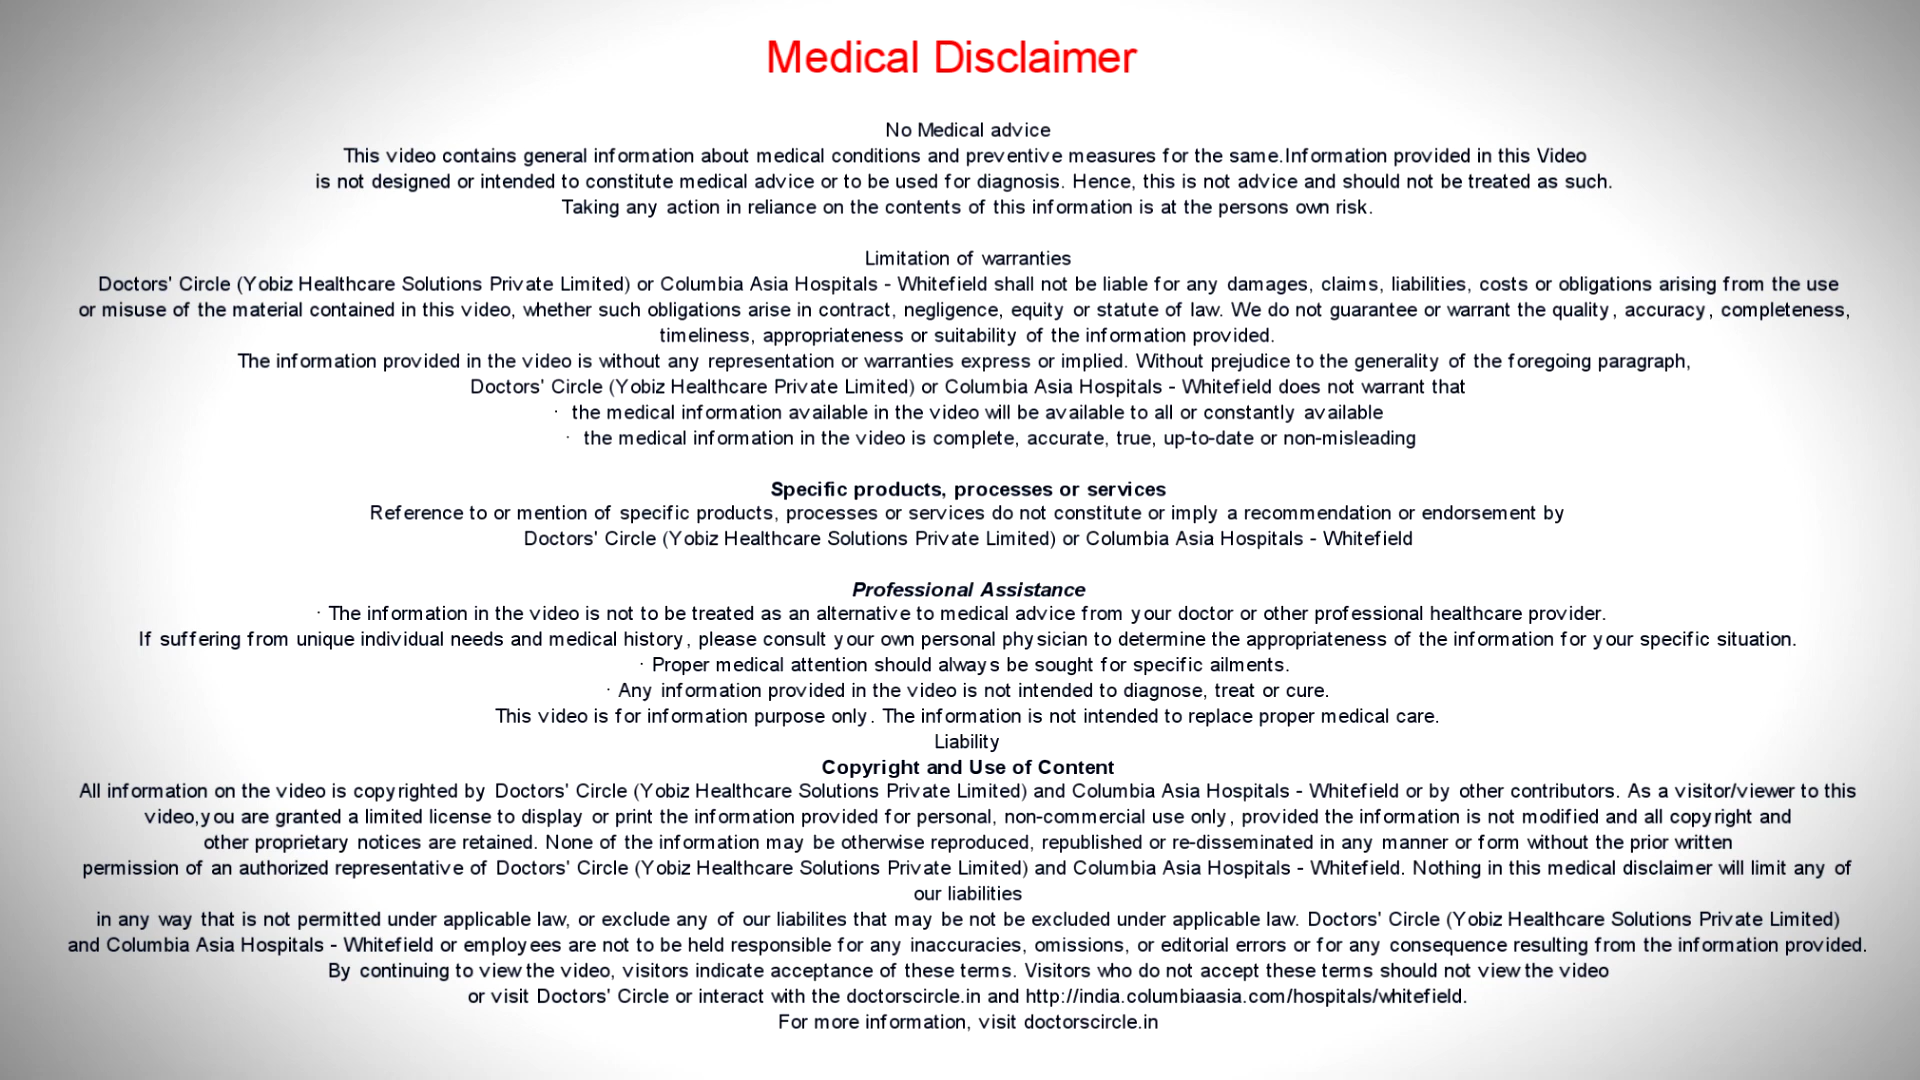 Medical Disclaimer
No Medical advice
This video contains general information about medical conditions and preventive measures for the same.Information provided in this Video
is not designed or intended to constitute medical advice or to be used for diagnosis. Hence, this is not advice and should not be treated as such.
Taking any action in reliance on the contents of this information is at the persons own risk.
Limitation of warranties
Doctors' Circle (Yobiz Healthcare Solutions Private Limited) or Columbia Asia Hospitals - Whitefield shall not be liable for any damages, claims, liabilities, costs or obligations arising from the use
or misuse of the material contained in this video, whether such obligations arise in contract, negligence, equity or statute of law. We do not guarantee or warrant the quality, accuracy, completeness,
timeliness, appropriateness or suitability of the information provided.
The information provided in the video is without any representation or warranties express or implied. Without prejudice to the generality of the foregoing paragraph,
Doctors' Circle (Yobiz Healthcare Private Limited) or Columbia Asia Hospitals - Whitefield does not warrant that
· the medical information available in the video will be available to all or constantly available
· the medical information in the video is complete, accurate, true, up-to-date or non-misleading
Specific products, processes or services
Reference to or mention of specific products, processes or services do not constitute or imply a recommendation or endorsement by
Doctors' Circle (Yobiz Healthcare Solutions Private Limited) or Columbia Asia Hospitals - Whitefield
Professional Assistance
· The information in the video is not to be treated as an alternative to medical advice from your doctor or other professional healthcare provider.
If suffering from unique individual needs and medical history, please consult your own personal physician to determine the appropriateness of the information for your specific situation.
· Proper medical attention should always be sought for specific ailments.
· Any information provided in the video is not intended to diagnose, treat or cure.
This video is for information purpose only. The information is not intended to replace proper medical care.
Liability
Copyright and Use of Content
All information on the video is copyrighted by Doctors' Circle (Yobiz Healthcare Solutions Private Limited) and Columbia Asia Hospitals - Whitefield or by other contributors. As a visitor/viewer to this
video,you are granted a limited license to display or print the information provided for personal, non-commercial use only, provided the information is not modified and all copyright and
other proprietary notices are retained. None of the information may be otherwise reproduced, republished or re-disseminated in any manner or form without the prior written
permission of an authorized representative of Doctors' Circle (Yobiz Healthcare Solutions Private Limited) and Columbia Asia Hospitals - Whitefield. Nothing in this medical disclaimer will limit any of
our liabilities
in any way that is not permitted under applicable law, or exclude any of our liabilites that may be not be excluded under applicable law. Doctors' Circle (Yobiz Healthcare Solutions Private Limited)
and Columbia Asia Hospitals - Whitefield or employees are not to be held responsible for any inaccuracies, omissions, or editorial errors or for any consequence resulting from the information provided.
By continuing to view the video, visitors indicate acceptance of these terms. Visitors who do not accept these terms should not view the video
or visit Doctors' Circle or interact with the doctorscircle.in and http://india.columbiaasia.com/hospitals/whitefield.
For more information, visit doctorscircle.in